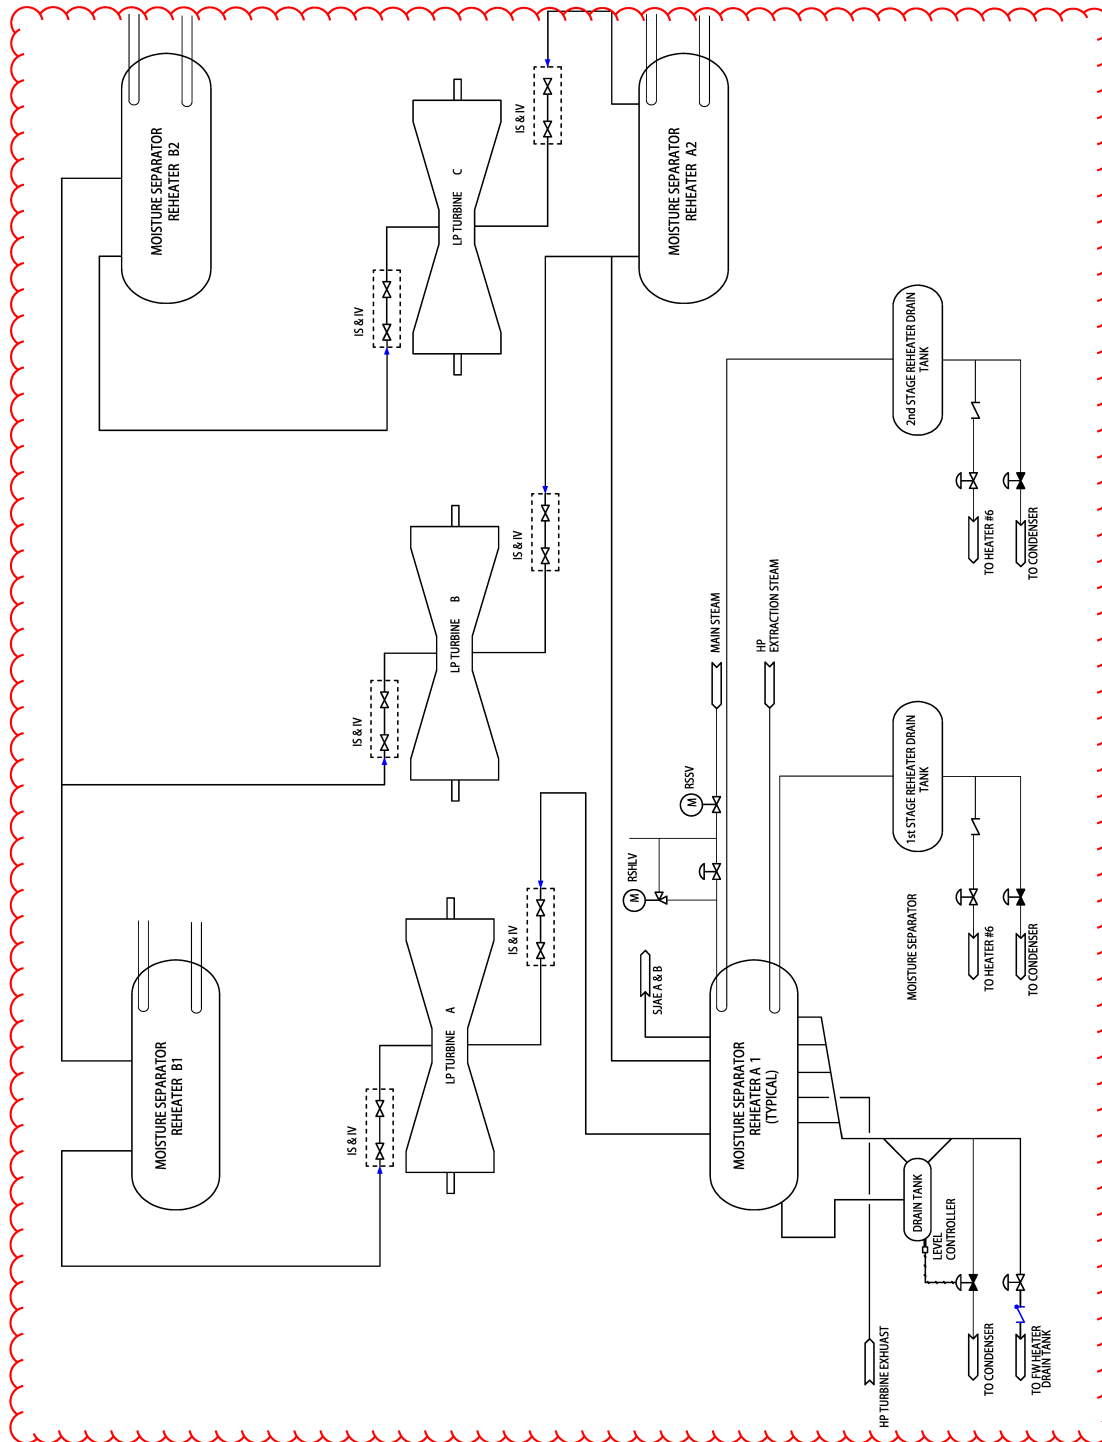 MOISTURE SEPARATOR
REHEATER B2
IS & IV
LP TURBINE C
IS & IV
MOISTURE SEPARATOR
REHEATER A2
2nd STAGE REHEATER DRAIN
TANK
TO HEATER #6
TO CONDENSER
IS & IV
LP TURBINE B
IS & IV
MAIN STEAM
HP
EXTRACTION STEAM
M
RSSV
M
RSHLV
1st STAGE REHEATER DRAIN
TANK
MOISTURE SEPARATOR
TO HEATER #6
TO CONDENSER
MOISTURE SEPARATOR
REHEATER B1
IS & IV
LP TURBINE A
IS & IV
SJAE A & B
MOISTURE SEPARATOR
REHEATER A 1
(TYPICAL)
DRAIN TANK
LEVEL
CONTROLLER
HP TURBINE EXHUAST
TO CONDENSER
TO FW HEATER
DRAIN TANK